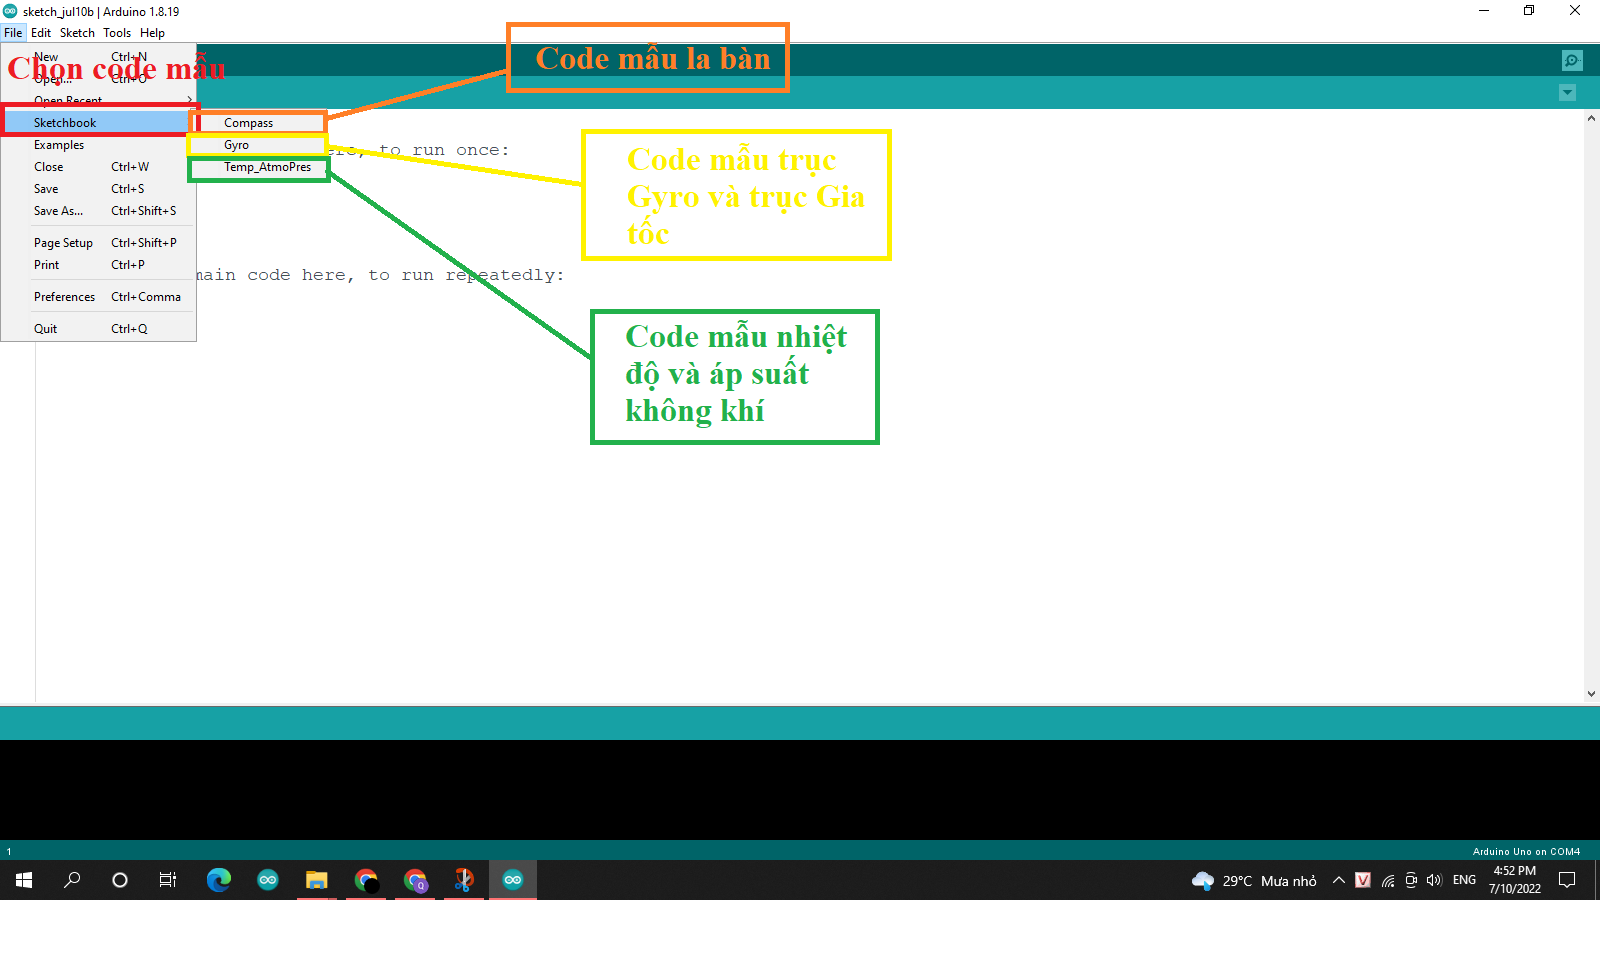 sketch_jul10b | Arduino 1.8.19
File Edit Sketch Tools Help
New Ctrl+N
Chọn code mẫu
Open... Ctrl+O
Open Recent
Sketchbook
Examples
Close Ctrl+W
Save Ctrl+S
Save As... Ctrl+Shift+S
Page Setup Ctrl+Shift+P
Print Ctrl+P
Preferences Ctrl+Comma
Quit Ctrl+Q
Compass
Gyro
Temp_AtmoPres
Code mẫu la bàn
Code mẫu trục
Gyro và trục Gia
tốc
Code mẫu nhiệt
độ và áp suất
không khí
to run once:
main code here, to run repeatedly:
1
Arduino Uno on COM4
29°C Mưa nhỏ
ENG
4:52 PM
7/10/2022